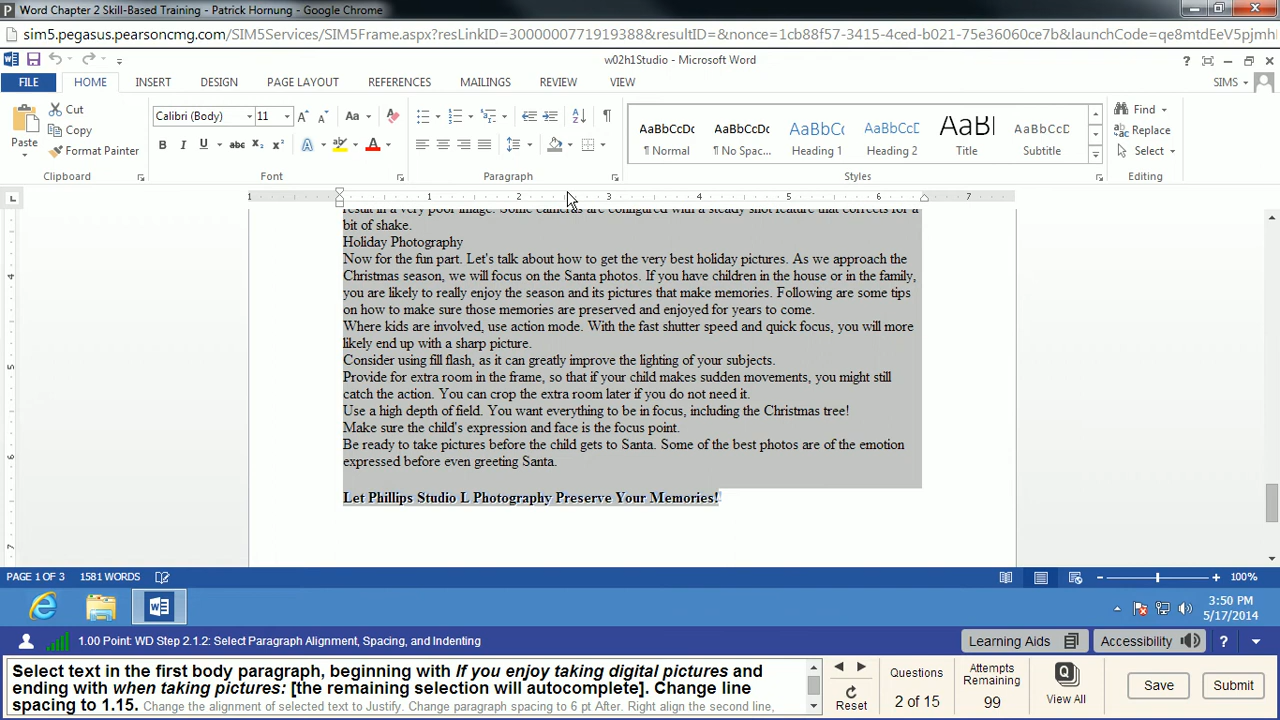 Word Chapter 2 Skill-Based Training - Patrick Hornung - Google Chrome
sim5.pegasus.pearsoncmg.com/SIM5Services/SIM5Frame.aspx?resLinkID=3000000771919388&resultID=&nonce=1cb88f57-3415-4ced-b021-75e36060ce7b&launchCode=qe8mtdEeV5pjmh
w02h1Studio - Microsoft Word
FILE HOME INSERT DESIGN PAGE LAYOUT REFERENCES MAILINGS REVIEW VIEW SIMS
Paste Cut Copy Format Painter
Calibri (Body) 11
AaBbCcDc AaBbCcDc AaBbC AaBbCcDc AaBl AaBbCcDc
¶ Normal ¶ No Spac... Heading 1 Heading 2 Title Subtitle
Find Replace Select
Clipboard Font Paragraph Styles Editing
1 1 2 3 4 5 6 7
result in a very poor image. Some cameras are configured with a steady shot feature that corrects for a
bit of shake.
Holiday Photography
Now for the fun part. Let's talk about how to get the very best holiday pictures. As we approach the
Christmas season, we will focus on the Santa photos. If you have children in the house or in the family,
you are likely to really enjoy the season and its pictures that make memories. Following are some tips
on how to make sure those memories are preserved and enjoyed for years to come.
Where kids are involved, use action mode. With the fast shutter speed and quick focus, you will more
likely end up with a sharp picture.
Consider using fill flash, as it can greatly improve the lighting of your subjects.
Provide for extra room in the frame, so that if your child makes sudden movements, you might still
catch the action. You can crop the extra room later if you do not need it.
Use a high depth of field. You want everything to be in focus, including the Christmas tree!
Make sure the child's expression and face is the focus point.
Be ready to take pictures before the child gets to Santa. Some of the best photos are of the emotion
expressed before even greeting Santa.
Let Phillips Studio L Photography Preserve Your Memories!
PAGE 1 OF 3 1581 WORDS 100%
3:50 PM
5/17/2014
1.00 Point: WD Step 2.1.2: Select Paragraph Alignment, Spacing, and Indenting
Learning Aids Accessibility ?
Select text in the first body paragraph, beginning with If you enjoy taking digital pictures and
ending with when taking pictures: [the remaining selection will autocomplete]. Change line
spacing to 1.15. Change the alignment of selected text to Justify. Change paragraph spacing to 6 pt After. Right align the second line,
Reset
Questions
2 of 15
Attempts
Remaining
99
View All
Save
Submit